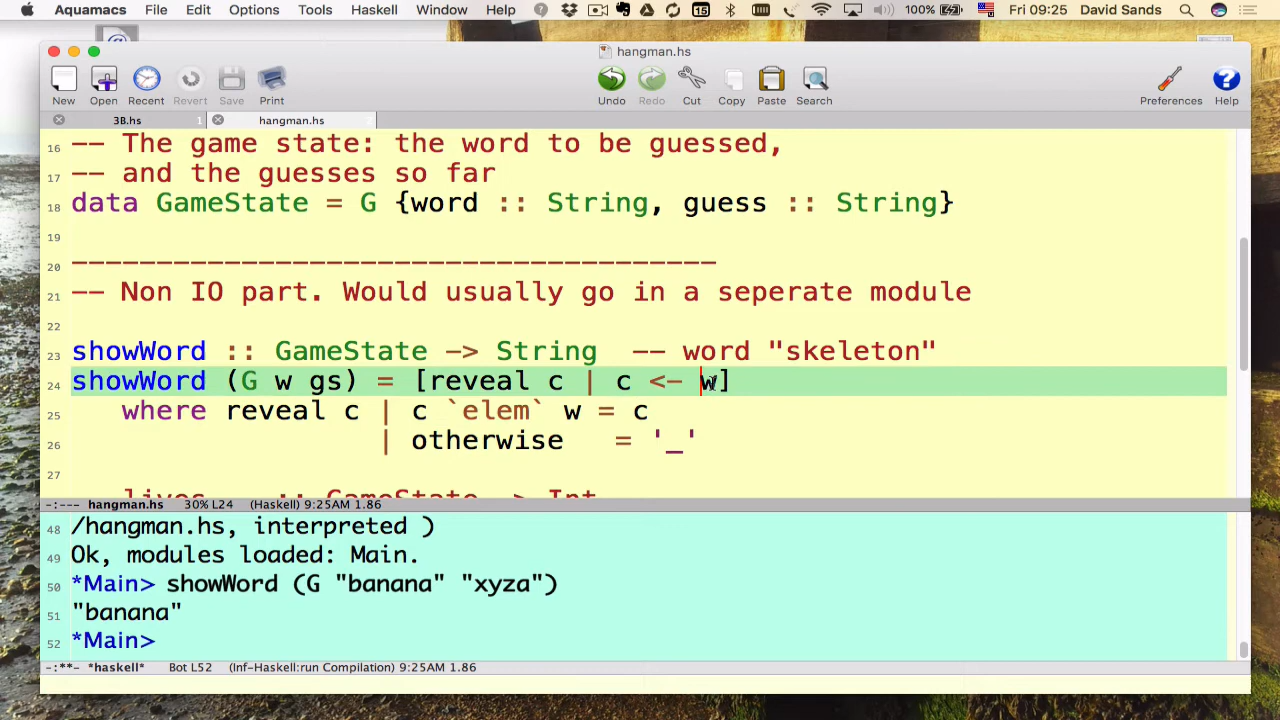 Aquamacs File Edit Options Tools Haskell Window Help 15 100% Fri 09:25 David Sands
hangman.hs
New Open Recent Revert Save Print Undo Redo Cut Copy Paste Search Preferences Help
3B.hs 1 hangman.hs
16 -- The game state: the word to be guessed,
17 -- and the guesses so far
18 data GameState = G {word :: String, guess :: String}
19
20 --------------------------------------
21 -- Non IO part. Would usually go in a seperate module
22
23 showWord :: GameState -> String -- word "skeleton"
24 showWord (G w gs) = [reveal c | c <- w]
25 where reveal c | c `elem` w = c
26 | otherwise = '_'
27
lives :: GameState -> Int
-:--- hangman.hs 30% L24 (Haskell) 9:25AM 1.86
48 /hangman.hs, interpreted )
49 Ok, modules loaded: Main.
50 *Main> showWord (G "banana" "xyza")
51 "banana"
52 *Main>
-:**- *haskell* Bot L52 (Inf-Haskell:run Compilation) 9:25AM 1.86